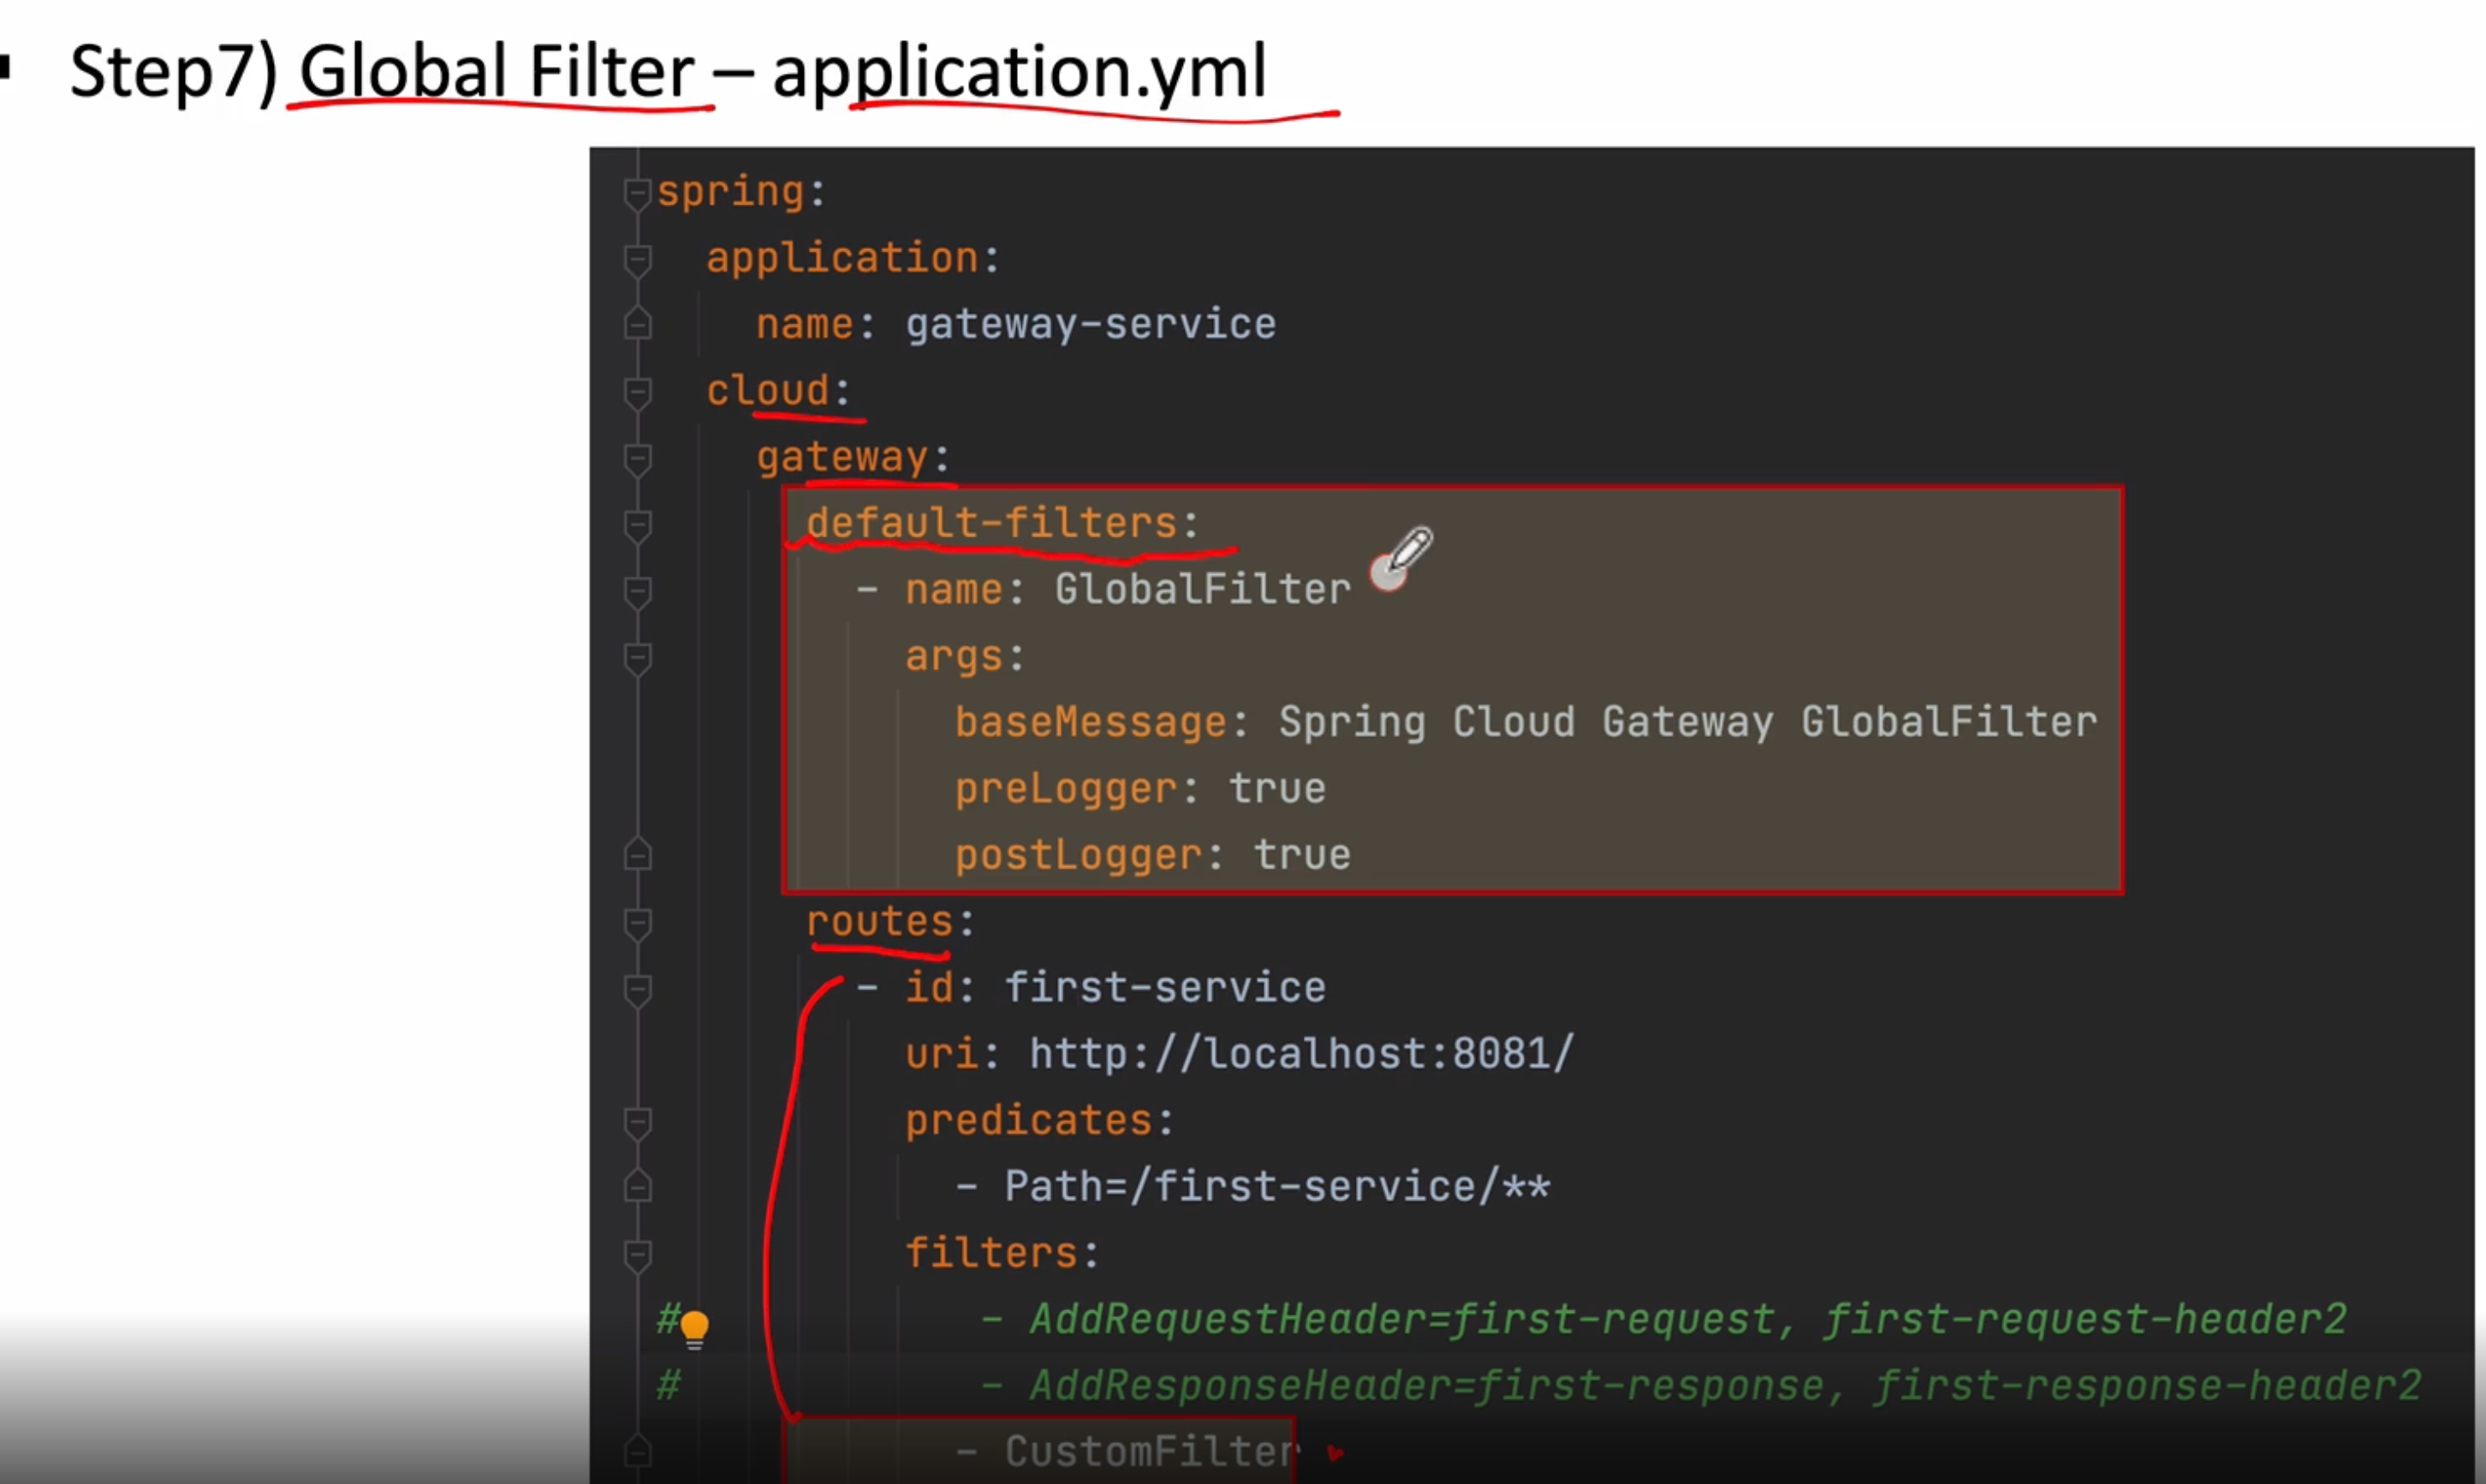 ▪ Step7) Global Filter – application.yml
spring:
application:
name: gateway-service
cloud:
gateway:
default-filters:
- name: GlobalFilter
args:
baseMessage: Spring Cloud Gateway GlobalFilter
preLogger: true
postLogger: true
routes:
- id: first-service
uri: http://localhost:8081/
predicates:
- Path=/first-service/**
filters:
# - AddRequestHeader=first-request, first-request-header2
# - AddResponseHeader=first-response, first-response-header2
- CustomFilter